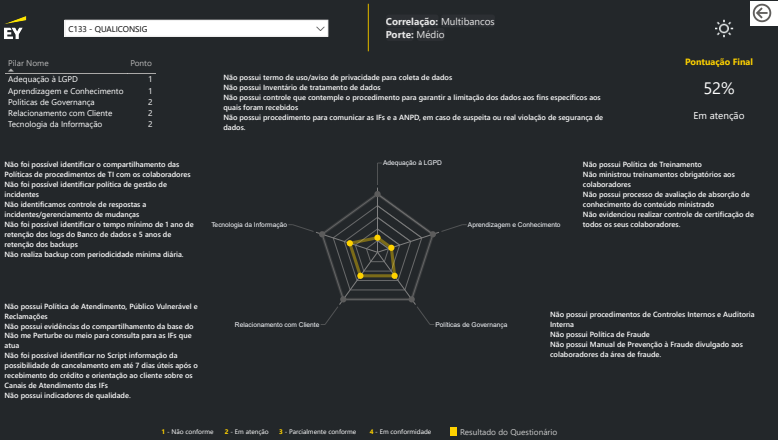 EY
C133 - QUALICONSIG
Correlação: Multibancos
Porte: Médio
Pilar Nome Ponto
Adequação à LGPD 1
Aprendizagem e Conhecimento 1
Políticas de Governança 2
Relacionamento com Cliente 2
Tecnologia da Informação 2
Não possui termo de uso/aviso de privacidade para coleta de dados
Não possui Inventário de tratamento de dados
Não possui controle que contemple o procedimento para garantir a limitação dos dados aos fins específicos aos
quais foram recebidos
Não possui procedimento para comunicar as IFs e a ANPD, em caso de suspeita ou real violação de segurança de
dados.
Pontuação Final
52%
Em atenção
Não foi possível identificar o compartilhamento das
Políticas de procedimentos de TI com os colaboradores
Não foi possível identificar política de gestão de
incidentes
Não identificamos controle de respostas a
incidentes/gerenciamento de mudanças
Não foi possível identificar o tempo mínimo de 1 ano de
retenção dos logs do Banco de dados e 5 anos de
retenção dos backups
Não realiza backup com periodicidade mínima diária.
Adequação à LGPD
Tecnologia da Informação
Aprendizagem e Conhecimento
Relacionamento com Cliente
Políticas de Governança
Não possui Política de Treinamento
Não ministrou treinamentos obrigatórios aos
colaboradores
Não possui processo de avaliação de absorção de
conhecimento do conteúdo ministrado
Não evidenciou realizar controle de certificação de
todos os seus colaboradores.
Não possui Política de Atendimento, Público Vulnerável e
Reclamações
Não possui evidências do compartilhamento da base do
Não me Perturbe ou meio para consulta para as IFs que
atua
Não foi possível identificar no Script informação da
possibilidade de cancelamento em até 7 dias úteis após o
recebimento do crédito e orientação ao cliente sobre os
Canais de Atendimento das IFs
Não possui indicadores de qualidade.
Não possui procedimentos de Controles Internos e Auditoria
Interna
Não possui Política de Fraude
Não possui Manual de Prevenção à Fraude divulgado aos
colaboradores da área de fraude.
1 - Não conforme 2 - Em atenção 3 - Parcialmente conforme 4 - Em conformidade Resultado do Questionário